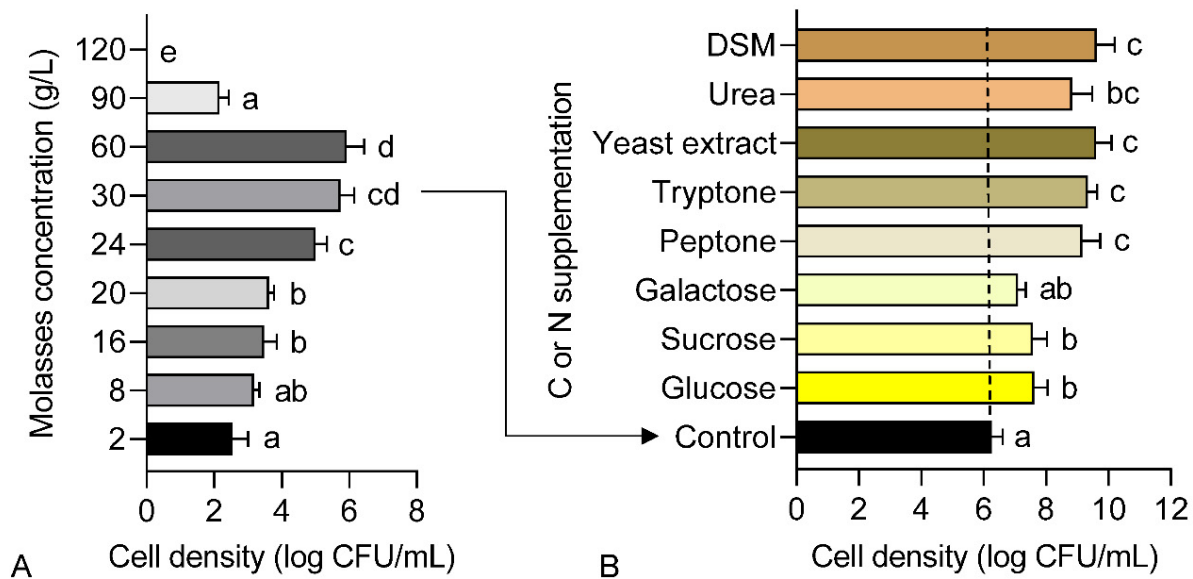 Molasses concentration (g/L)
120 e
90 a
60 d
30 cd
24 c
20 b
16 b
8 ab
2 a
0 2 4 6 8
Cell density (log CFU/mL)
A
C or N supplementation
DSM c
Urea bc
Yeast extract c
Tryptone c
Peptone c
Galactose ab
Sucrose b
Glucose b
Control a
0 2 4 6 8 10 12
Cell density (log CFU/mL)
B